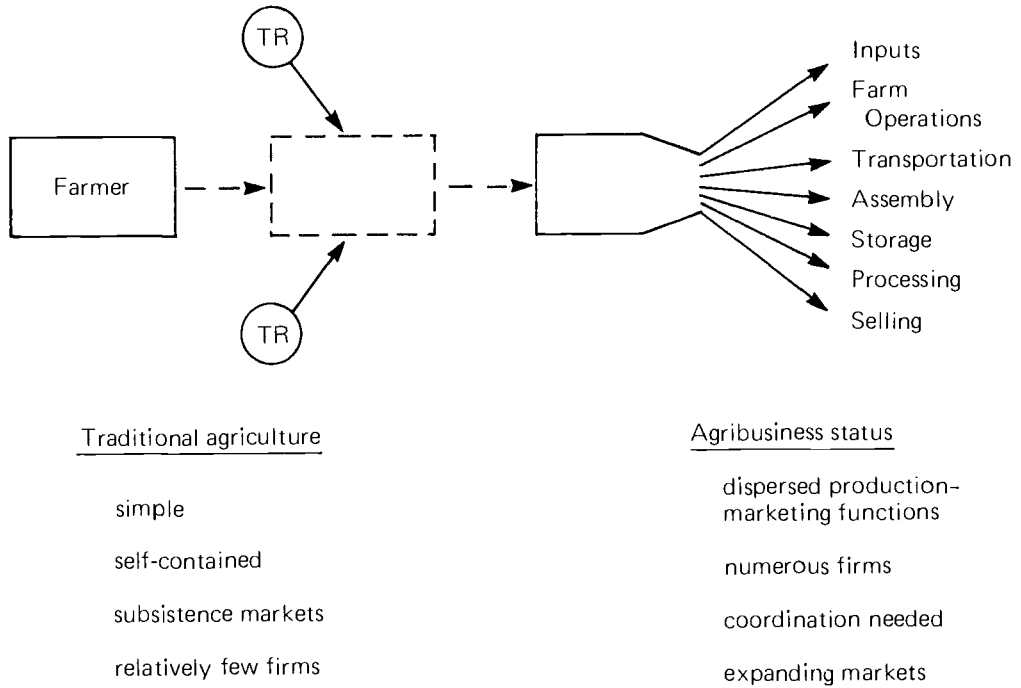 TR
Farmer
TR
Inputs
Farm
Operations
Transportation
Assembly
Storage
Processing
Selling
Traditional agriculture
simple
self-contained
subsistence markets
relatively few firms
Agribusiness status
dispersed production-
marketing functions
numerous firms
coordination needed
expanding markets